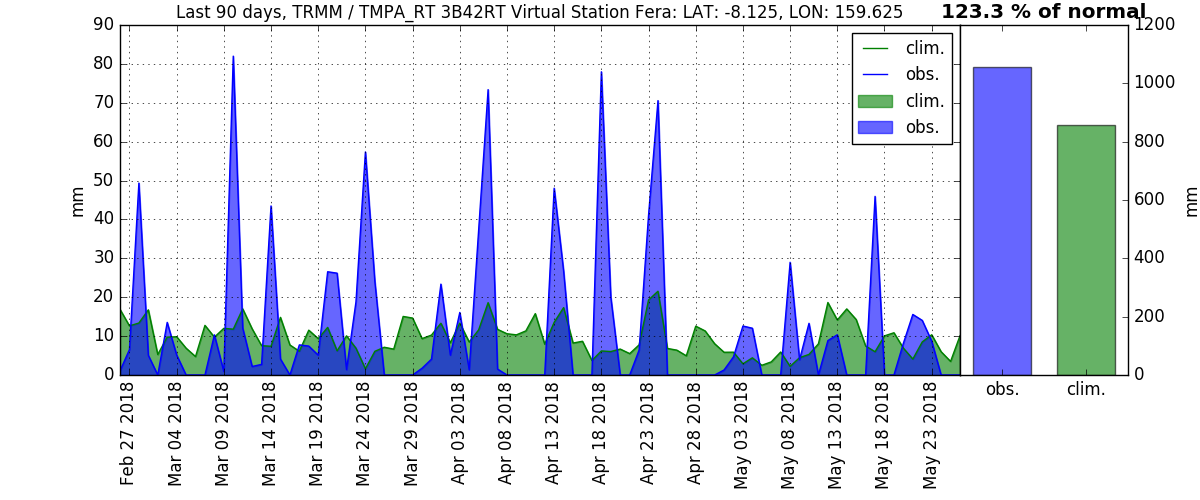 Last 90 days, TRMM / TMPA_RT 3B42RT Virtual Station Fera: LAT: -8.125, LON: 159.625
123.3 % of normal
90
80
70
60
50
40
30
20
10
0
mm
clim.
obs.
clim.
obs.
1200
1000
800
600
400
200
0
mm
obs.
clim.
Feb 27 2018
Mar 04 2018
Mar 09 2018
Mar 14 2018
Mar 19 2018
Mar 24 2018
Mar 29 2018
Apr 03 2018
Apr 08 2018
Apr 13 2018
Apr 18 2018
Apr 23 2018
Apr 28 2018
May 03 2018
May 08 2018
May 13 2018
May 18 2018
May 23 2018